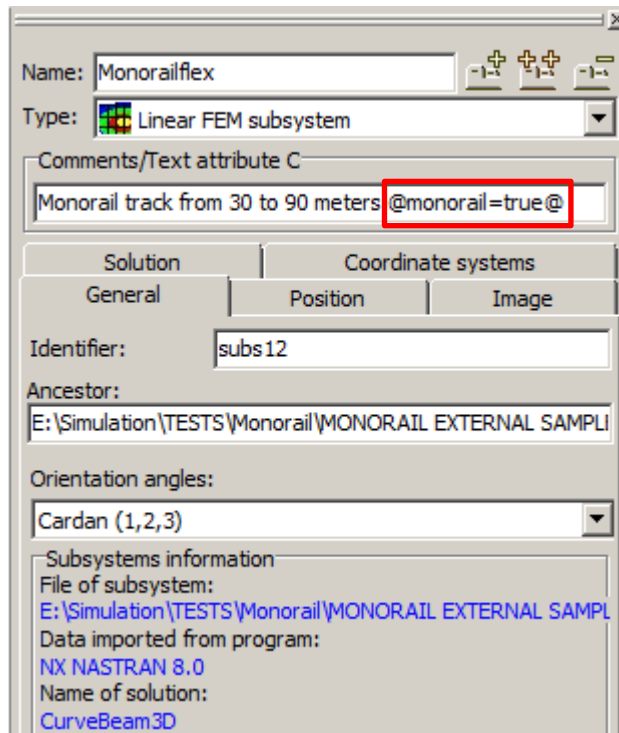 Name: Monorailflex
Type: Linear FEM subsystem
Comments/Text attribute C
Monorail track from 30 to 90 meters @monorail=true@
Solution Coordinate systems
General Position Image
Identifier: subs12
Ancestor:
E:\Simulation\TESTS\Monorail\MONORAIL EXTERNAL SAMPL
Orientation angles:
Cardan (1,2,3)
Subsystems information
File of subsystem:
E:\Simulation\TESTS\Monorail\MONORAIL EXTERNAL SAMPL
Data imported from program:
NX NASTRAN 8.0
Name of solution:
CurveBeam3D